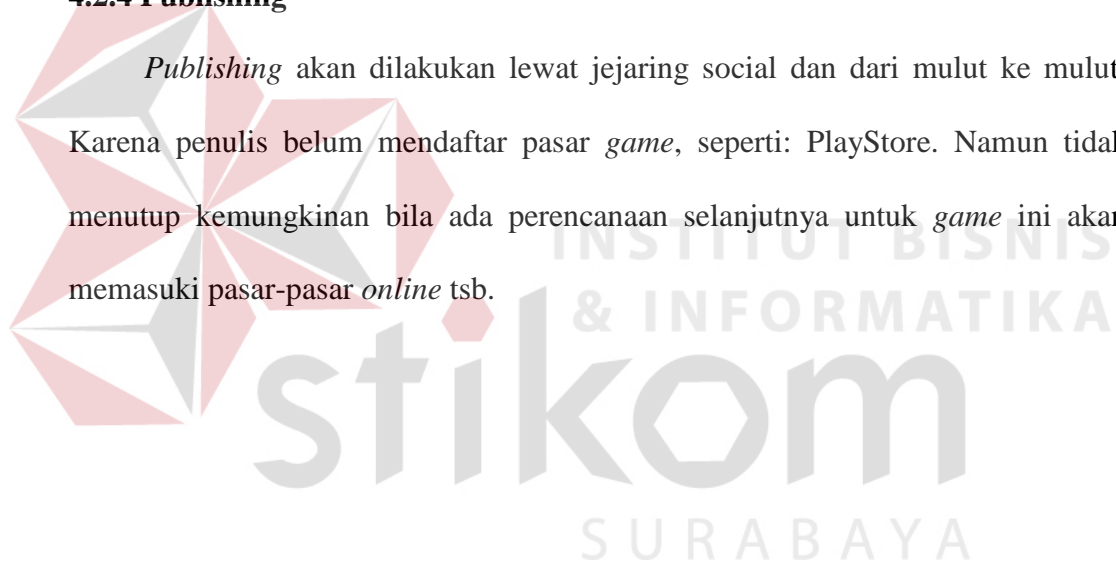 4.2.4 Publishing
Publishing akan dilakukan lewat jejaring social dan dari mulut ke mulut
Karena penulis belum mendaftar pasar game, seperti: PlayStore. Namun tidak
menutup kemungkinan bila ada perencanaan selanjutnya untuk game ini akan
memasuki pasar-pasar online tsb.
INSTITUT BISNIS
& INFORMATIKA
stikom
SURABAYA